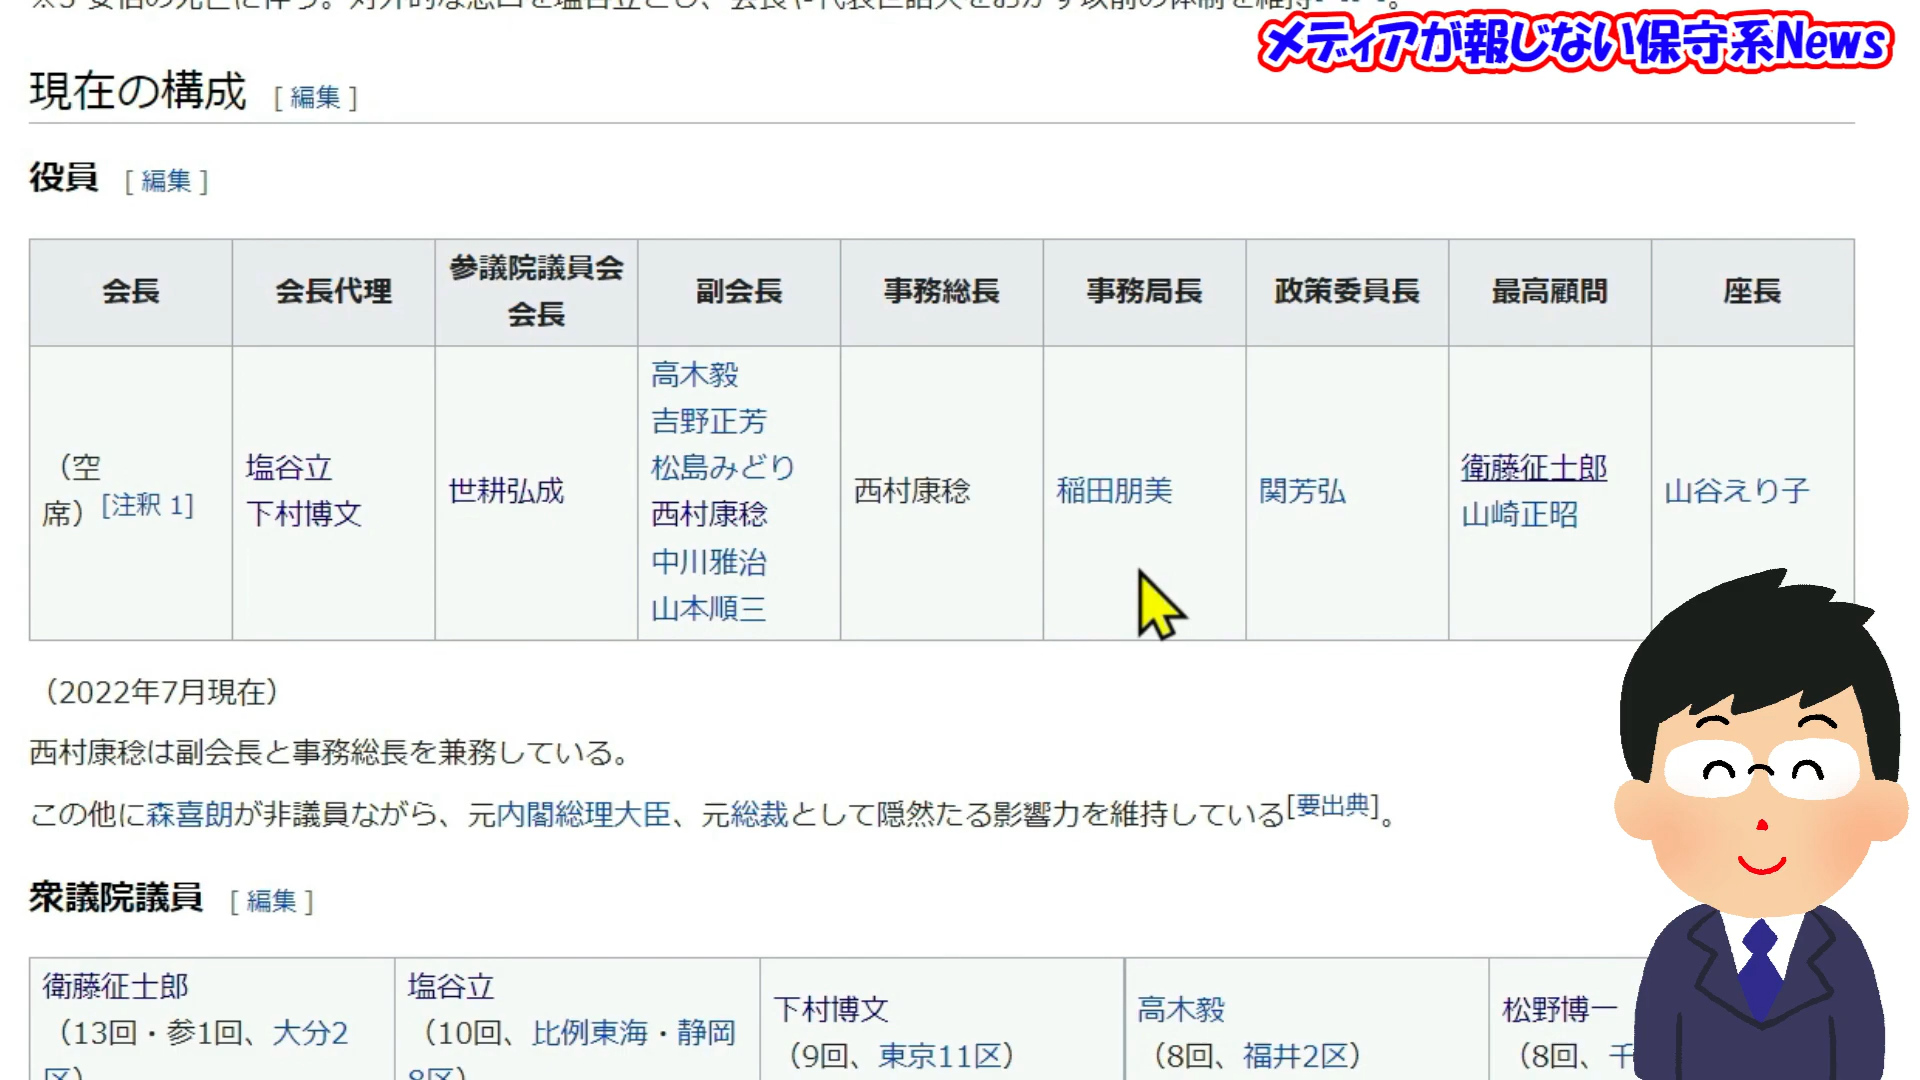 メディアが報じない保守系News
現在の構成 [ 編集 ]
役員 [ 編集 ]
会長
会長代理
参議院議員会
会長
副会長
事務総長
事務局長
政策委員長
最高顧問
座長
（空
席）[注釈 1]
塩谷立
下村博文
世耕弘成
高木毅
吉野正芳
松島みどり
西村康稔
中川雅治
山本順三
西村康稔
稲田朋美
関芳弘
衛藤征士郎
山崎正昭
山谷えり子
（2022年7月現在）
西村康稔は副会長と事務総長を兼務している。
この他に森喜朗が非議員ながら、元内閣総理大臣、元総裁として隠然たる影響力を維持している[要出典]。
衆議院議員 [ 編集 ]
衛藤征士郎
（13回・参1回、大分2
区）
塩谷立
（10回、比例東海・静岡
8区）
下村博文
（9回、東京11区）
高木毅
（8回、福井2区）
松野博一
（8回、千